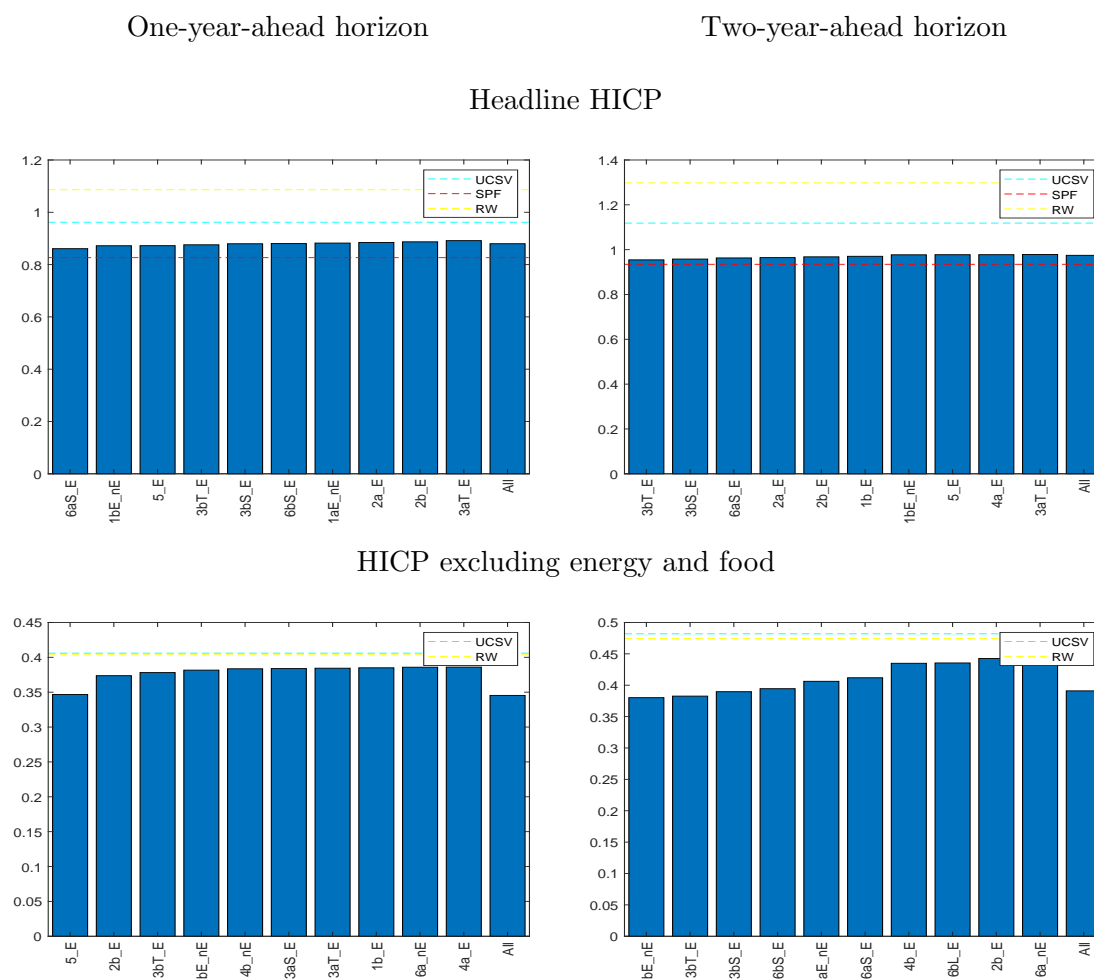 One-year-ahead horizon
Two-year-ahead horizon
Headline HICP
1.2
1
0.8
0.6
0.4
0.2
0
UCSV
SPF
RW
6aS_E
1bE_nE
5_E
3bT_E
3bS_E
6bS_E
1aE_nE
2a_E
2b_E
3aT_E
All
1.4
1.2
1
0.8
0.6
0.4
0.2
0
UCSV
SPF
RW
3bT_E
3bS_E
6aS_E
2a_E
2b_E
1b_E
1bE_nE
5_E
4a_E
3aT_E
All
HICP excluding energy and food
0.45
0.4
0.35
0.3
0.25
0.2
0.15
0.1
0.05
0
UCSV
RW
5_E
2b_E
3bT_E
bE_nE
4b_nE
3aS_E
3aT_E
1b_E
6a_nE
4a_E
All
0.5
0.45
0.4
0.35
0.3
0.25
0.2
0.15
0.1
0.05
0
UCSV
RW
bE_nE
3bT_E
3bS_E
6bS_E
aE_nE
6aS_E
4b_E
6bL_E
2b_E
6a_nE
All